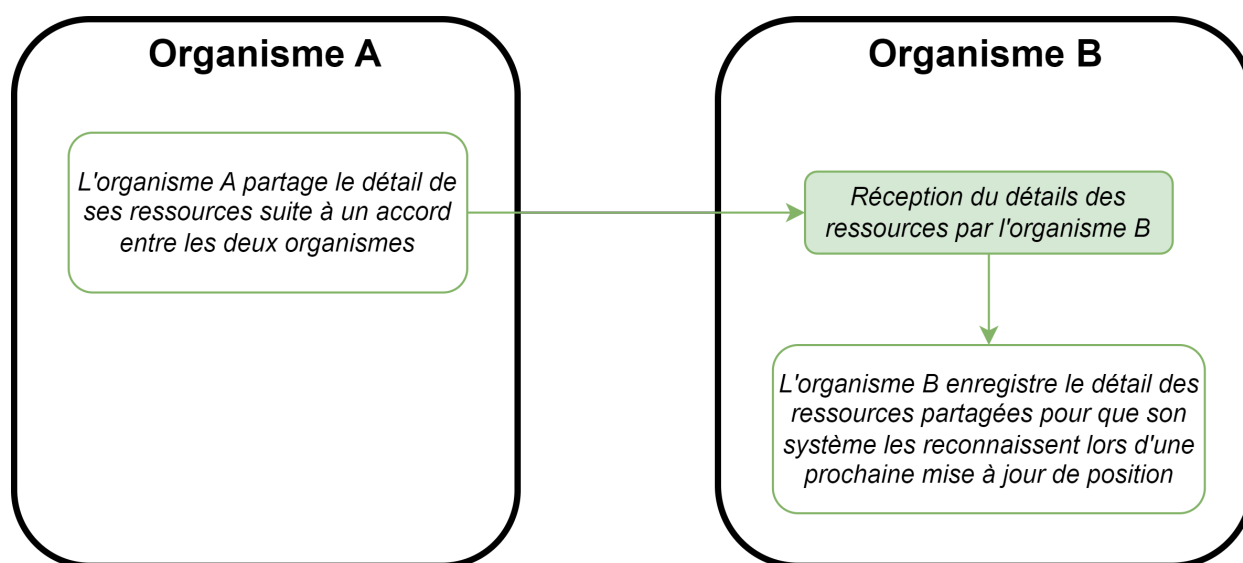 Organisme A
L'organisme A partage le détail de
ses ressources suite à un accord
entre les deux organismes
Organisme B
Réception du détails des
ressources par l'organisme B
L'organisme B enregistre le détail des
ressources partagées pour que son
système les reconnaissent lors d'une
prochaine mise à jour de position